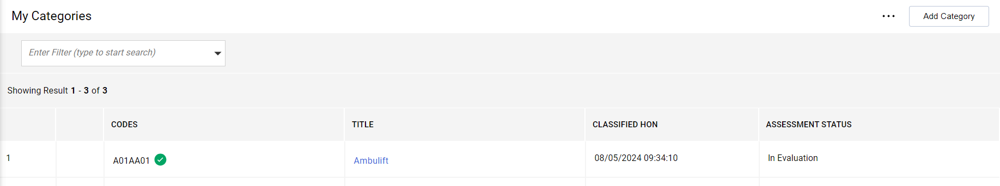 My Categories
Add Category
Enter Filter (type to start search)
Showing Result 1 - 3 of 3
CODES TITLE CLASSIFIED HON ASSESSMENT STATUS
1 A01AA01 Ambulift 08/05/2024 09:34:10 In Evaluation